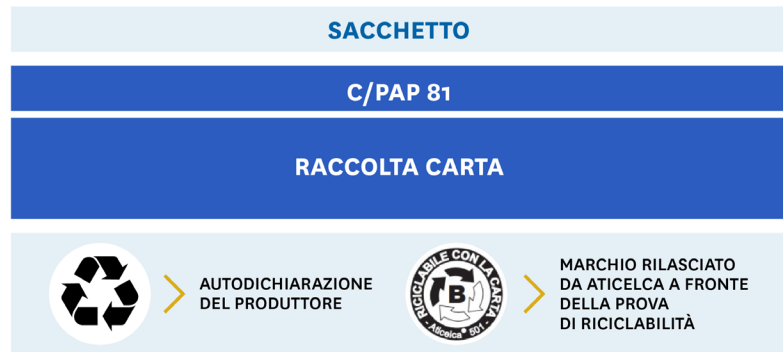 SACCHETTO
C/PAP 81
RACCOLTA CARTA
AUTODICHIARAZIONE
DEL PRODUTTORE
RICICLABILE CON LA CARTA
B
- Aticelca® 501 -
MARCHIO RILASCIATO
DA ATICELCA A FRONTE
DELLA PROVA
DI RICICLABILITÀ